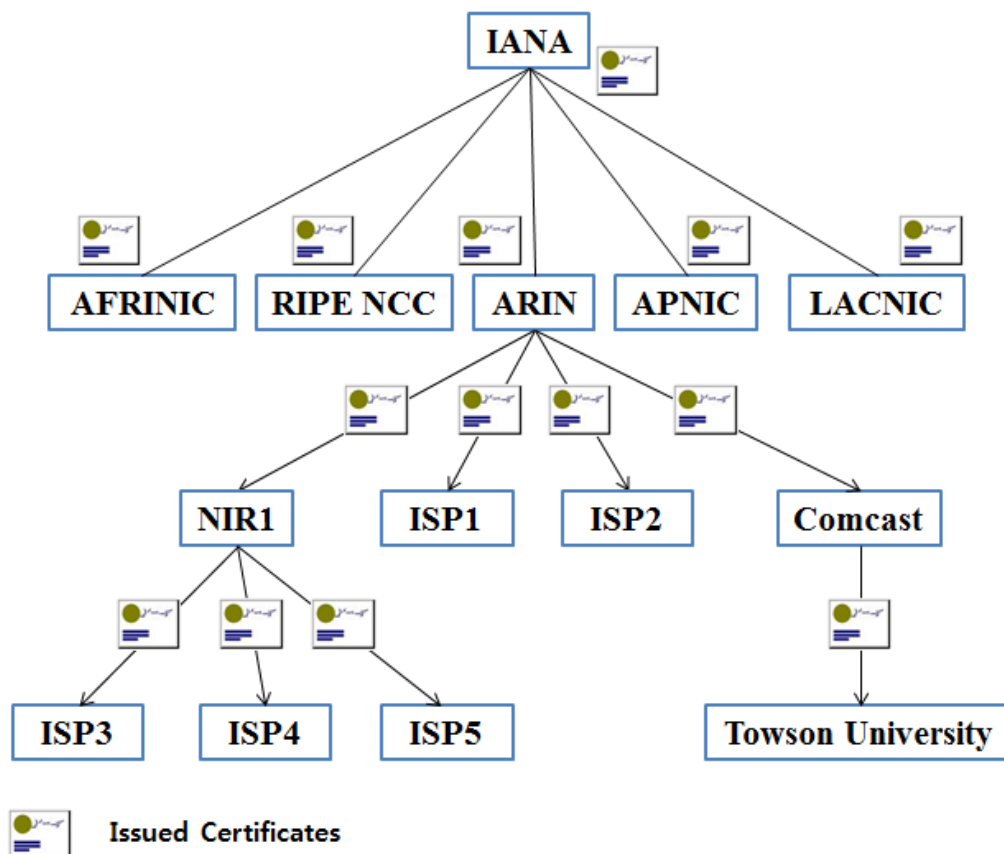 IANA
AFRINIC
RIPE NCC
ARIN
APNIC
LACNIC
NIR1
ISP1
ISP2
Comcast
ISP3
ISP4
ISP5
Towson University
Issued Certificates